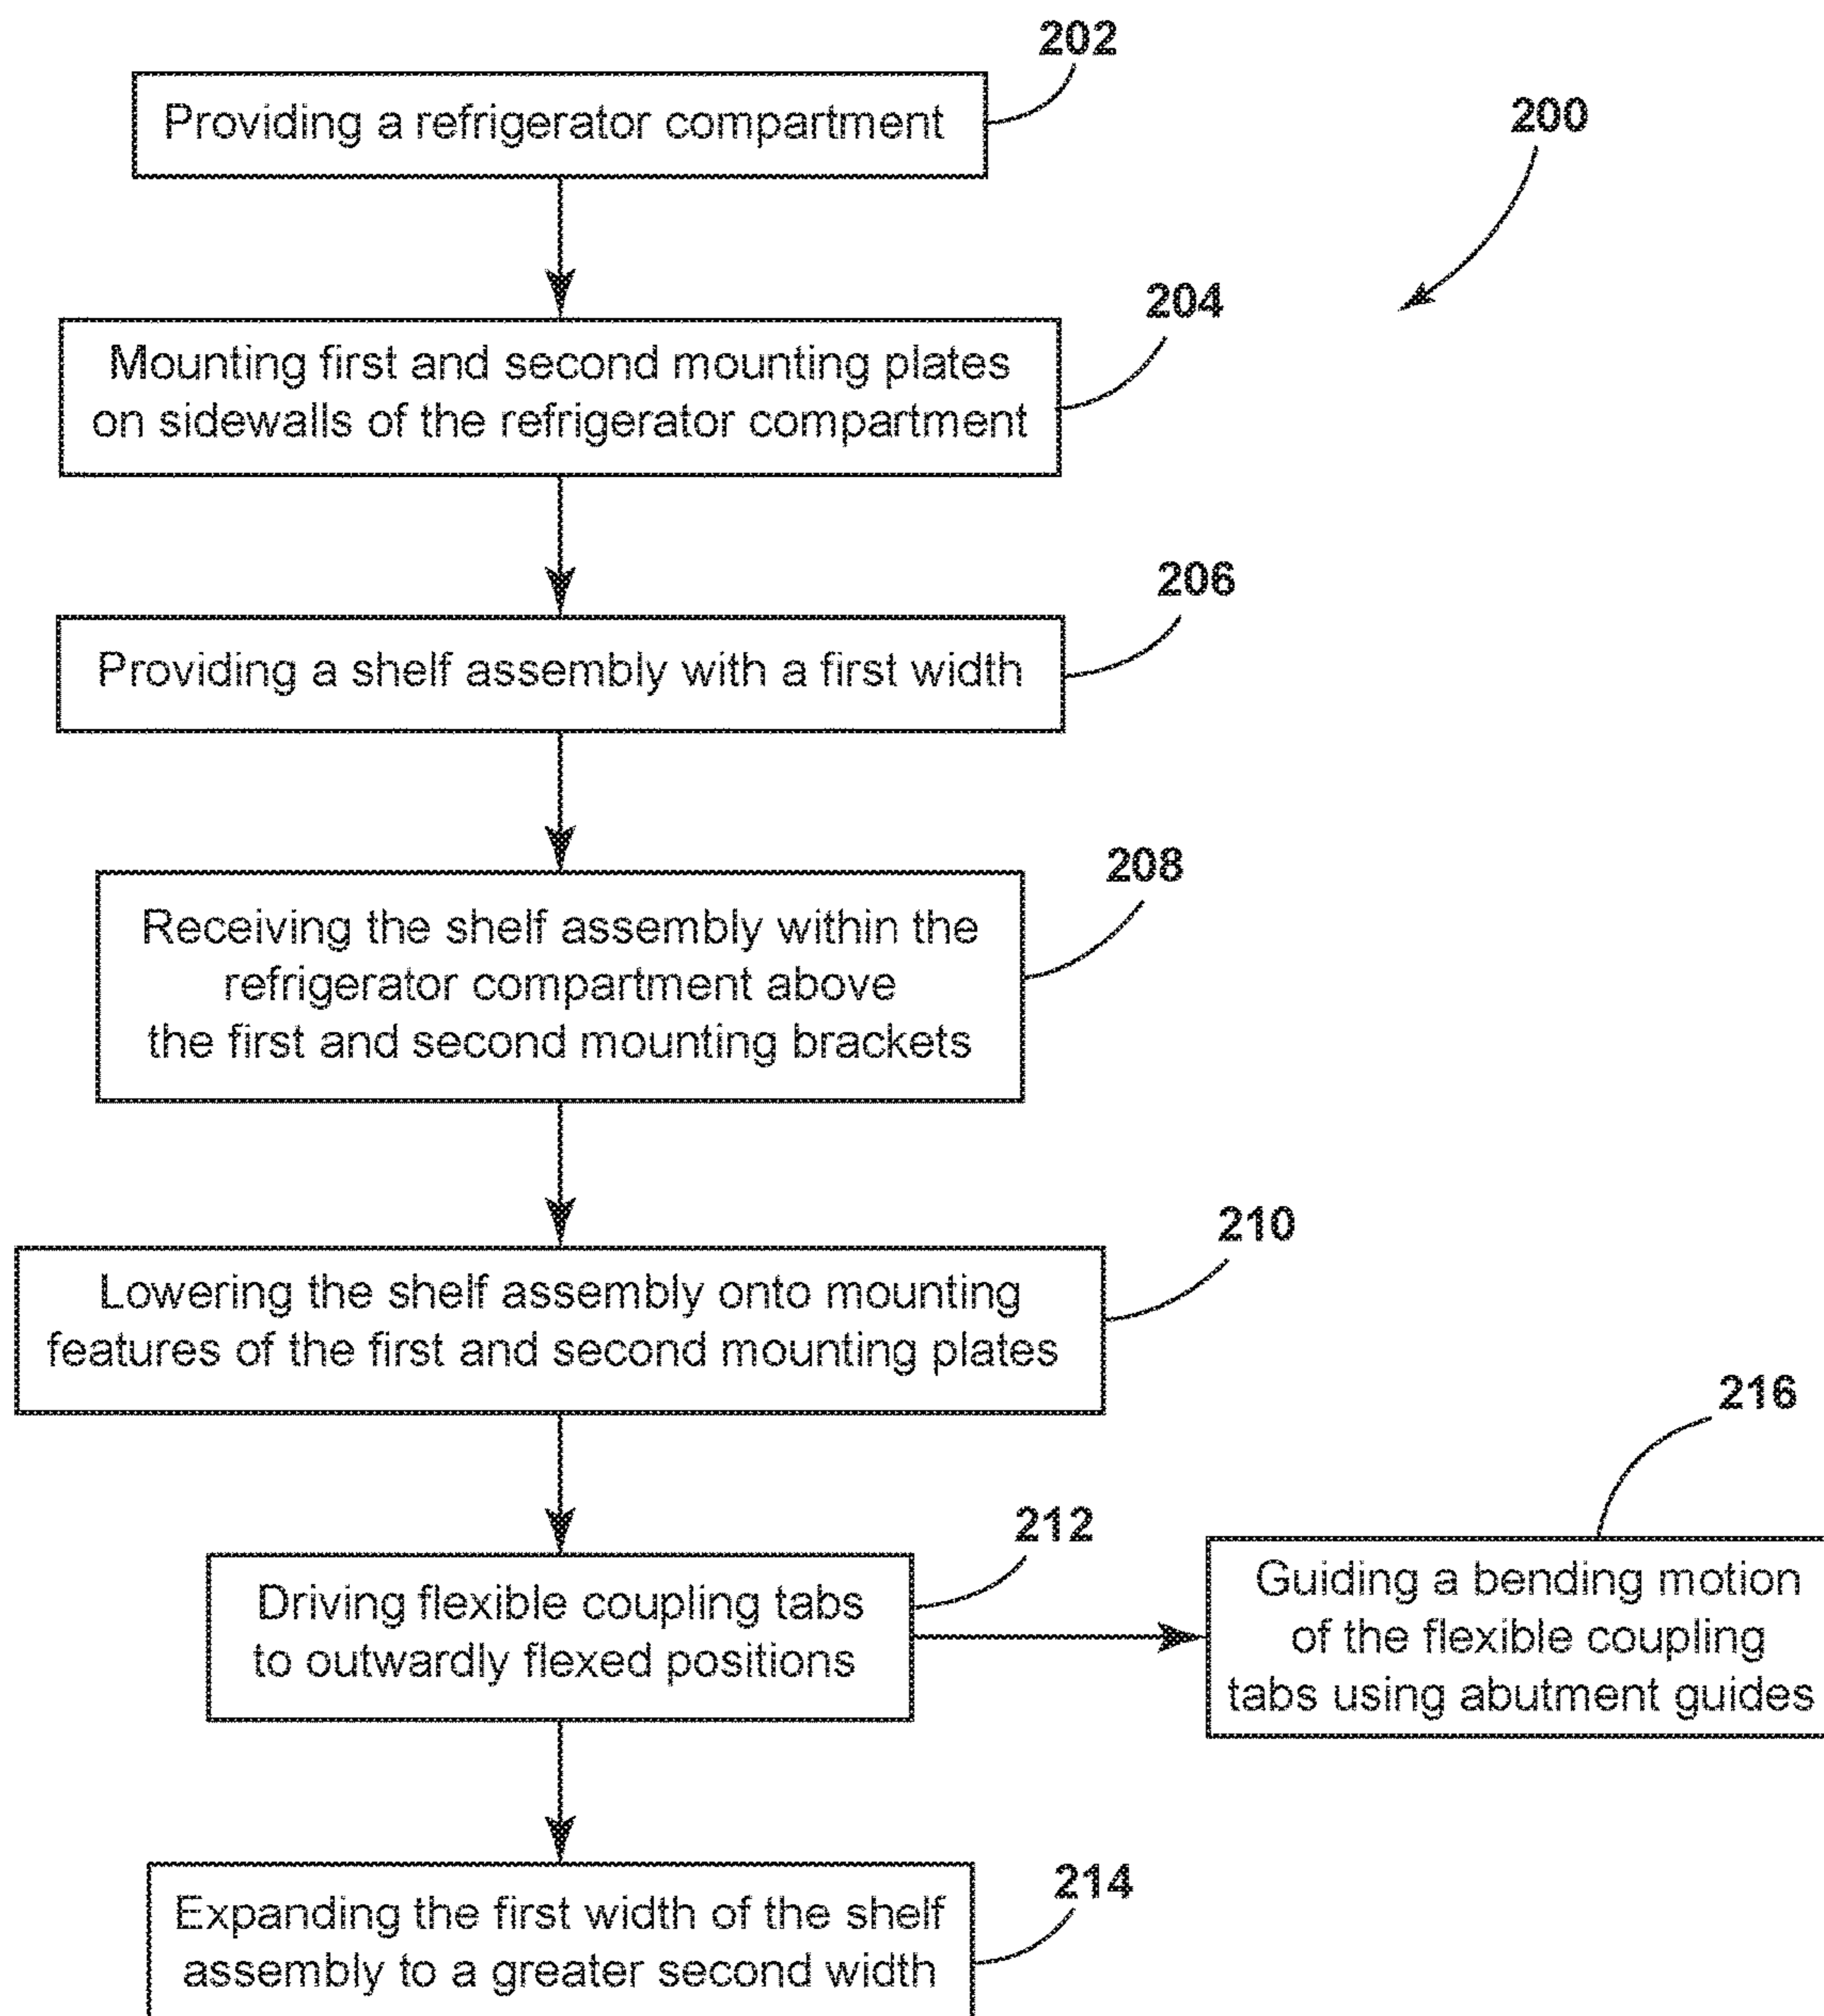 202
Providing a refrigerator compartment
200
204
Mounting first and second mounting plates
on sidewalls of the refrigerator compartment
206
Providing a shelf assembly with a first width
208
Receiving the shelf assembly within the
refrigerator compartment above
the first and second mounting brackets
210
Lowering the shelf assembly onto mounting
features of the first and second mounting plates
212
Driving flexible coupling tabs
to outwardly flexed positions
216
Guiding a bending motion
of the flexible coupling
tabs using abutment guides
214
Expanding the first width of the shelf
assembly to a greater second width